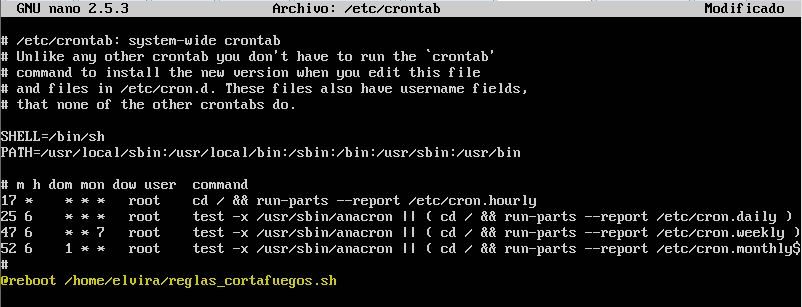 GNU nano 2.5.3 Archivo: /etc/crontab Modificado
# /etc/crontab: system-wide crontab
# Unlike any other crontab you don't have to run the `crontab'
# command to install the new version when you edit this file
# and files in /etc/cron.d. These files also have username fields,
# that none of the other crontabs do.
SHELL=/bin/sh
PATH=/usr/local/sbin:/usr/local/bin:/sbin:/bin:/usr/sbin:/usr/bin
# m h dom mon dow user  command
17 *    * * *   root    cd / && run-parts --report /etc/cron.hourly
25 6    * * *   root    test -x /usr/sbin/anacron || ( cd / && run-parts --report /etc/cron.daily )
47 6    * * 7   root    test -x /usr/sbin/anacron || ( cd / && run-parts --report /etc/cron.weekly )
52 6    1 * *   root    test -x /usr/sbin/anacron || ( cd / && run-parts --report /etc/cron.monthly$
#
@reboot /home/elvira/reglas_cortafuegos.sh